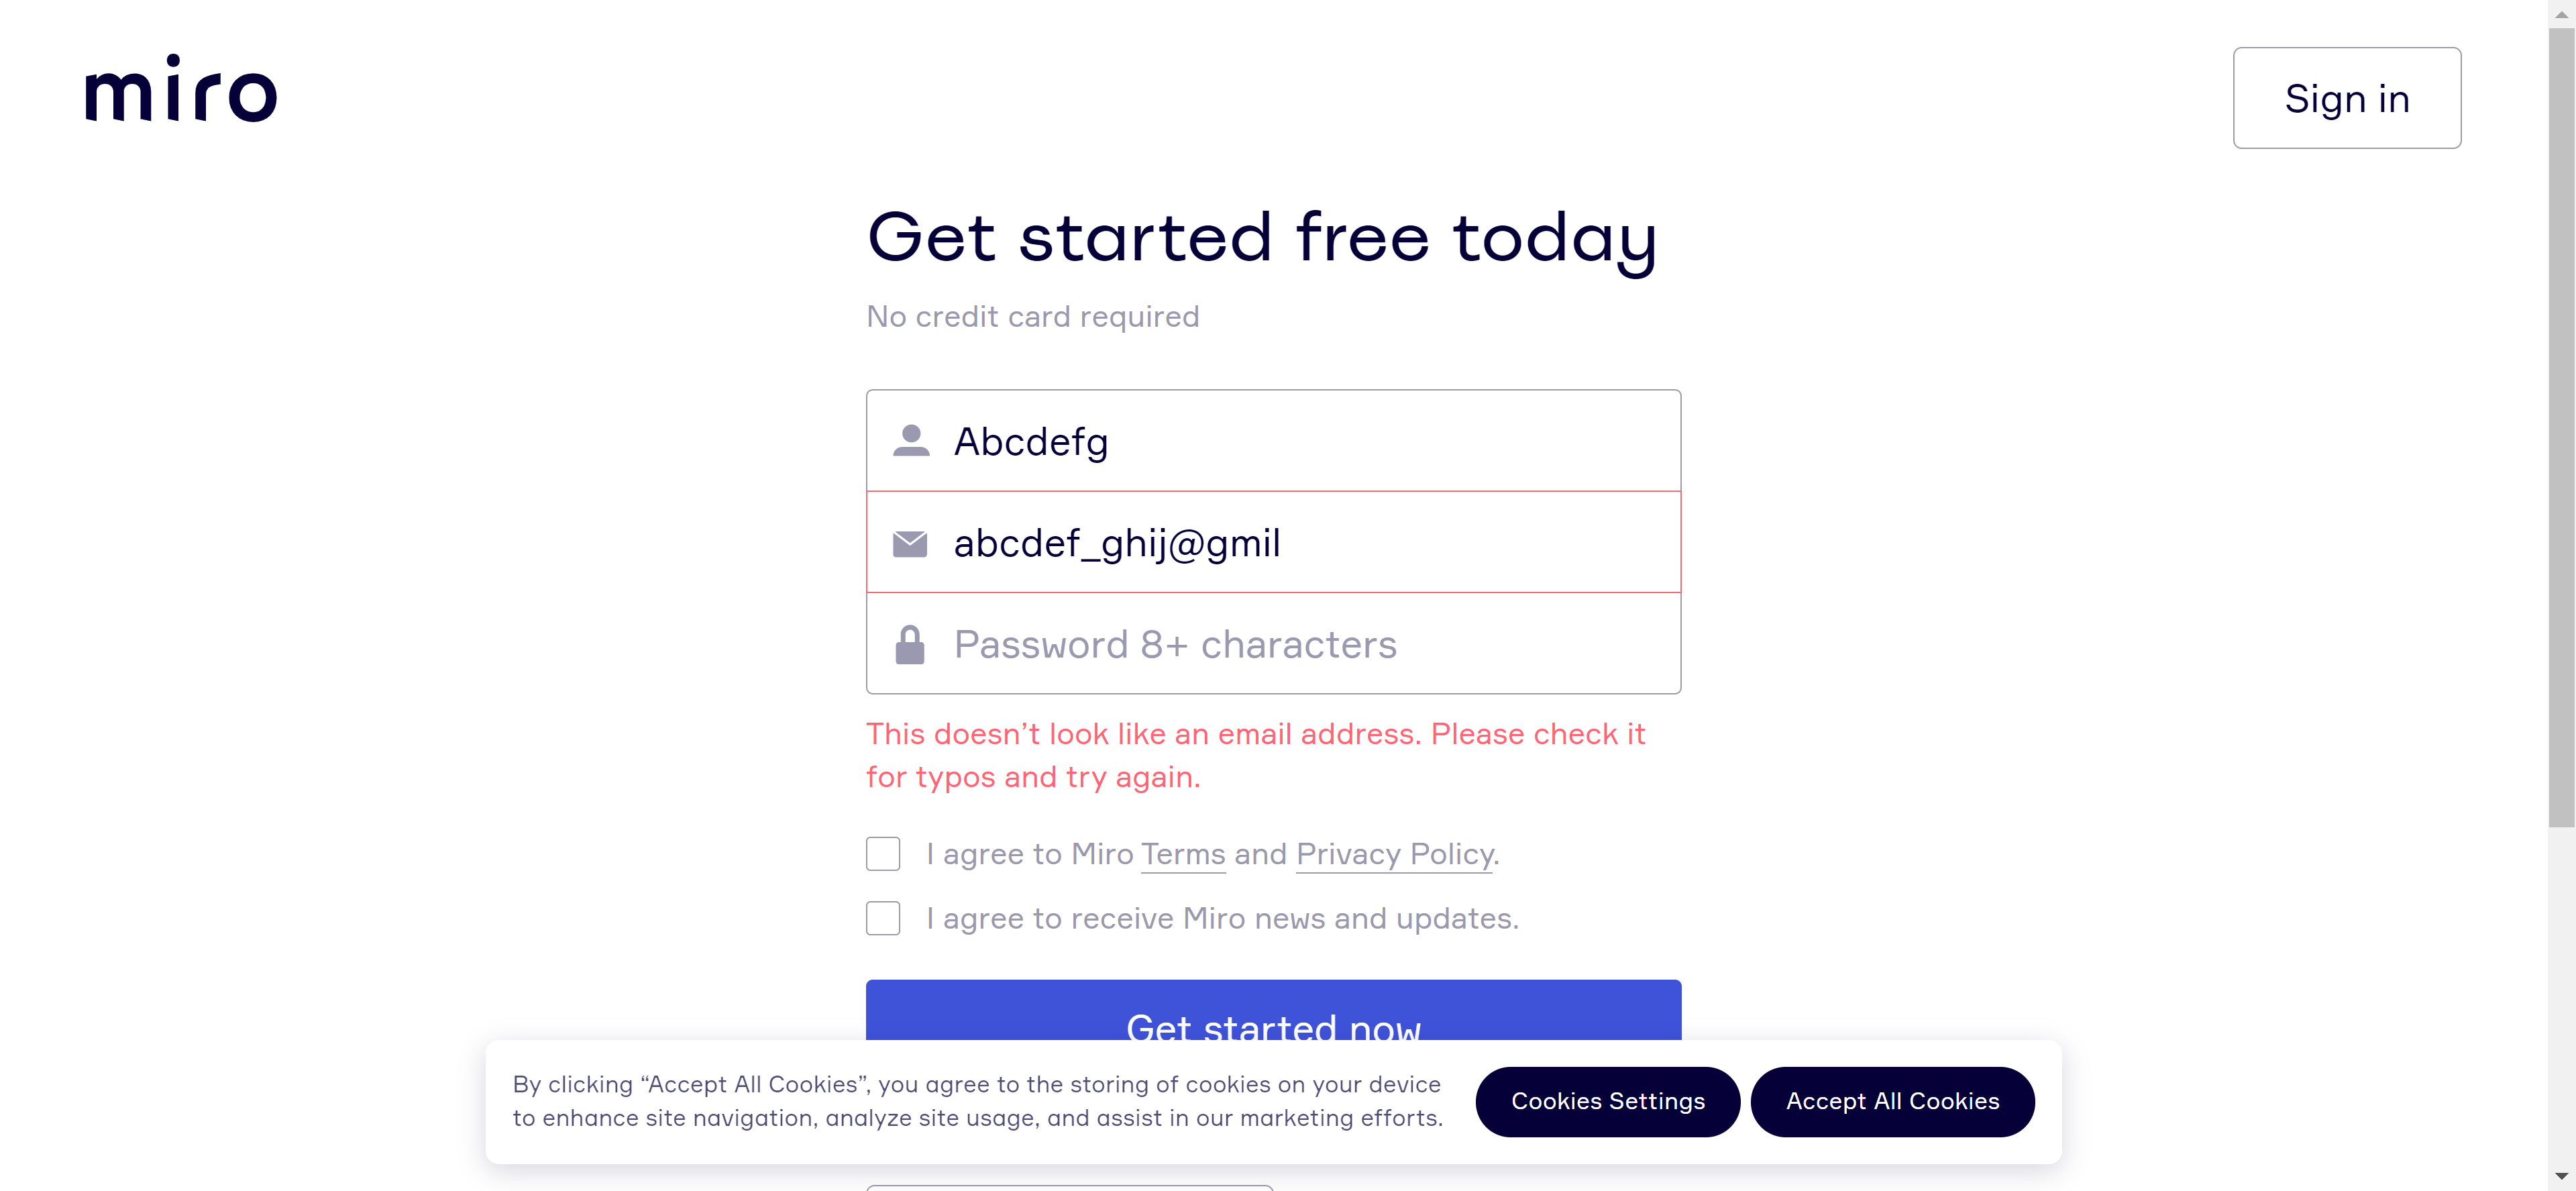 miro
Sign in
Get started free today
No credit card required
Abcdefg
abcdef_ghij@gmil
Password 8+ characters
This doesn’t look like an email address. Please check it
for typos and try again.
I agree to Miro Terms and Privacy Policy.
I agree to receive Miro news and updates.
Get started now
By clicking “Accept All Cookies”, you agree to the storing of cookies on your device
to enhance site navigation, analyze site usage, and assist in our marketing efforts.
Cookies Settings
Accept All Cookies